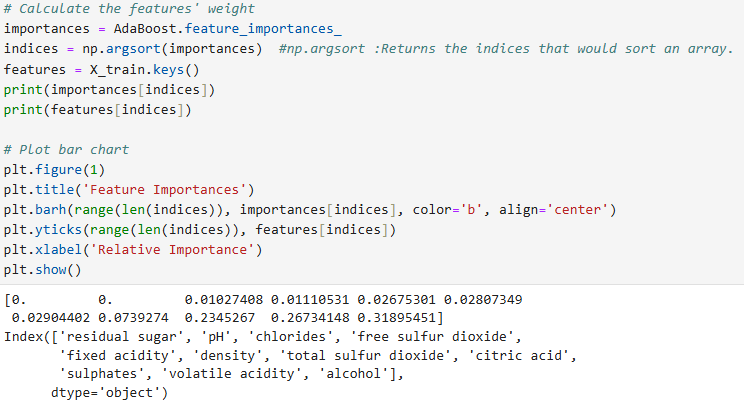 # Calculate the features' weight
importances = AdaBoost.feature_importances_
indices = np.argsort(importances)  #np.argsort :Returns the indices that would sort an array.
features = X_train.keys()
print(importances[indices])
print(features[indices])

# Plot bar chart
plt.figure(1)
plt.title('Feature Importances')
plt.barh(range(len(indices)), importances[indices], color='b', align='center')
plt.yticks(range(len(indices)), features[indices])
plt.xlabel('Relative Importance')
plt.show()
[0.         0.         0.01027408 0.01110531 0.02675301 0.02807349
 0.02904402 0.0739274  0.2345267  0.26734148 0.31895451]
Index(['residual sugar', 'pH', 'chlorides', 'free sulfur dioxide',
       'fixed acidity', 'density', 'total sulfur dioxide', 'citric acid',
       'sulphates', 'volatile acidity', 'alcohol'],
      dtype='object')